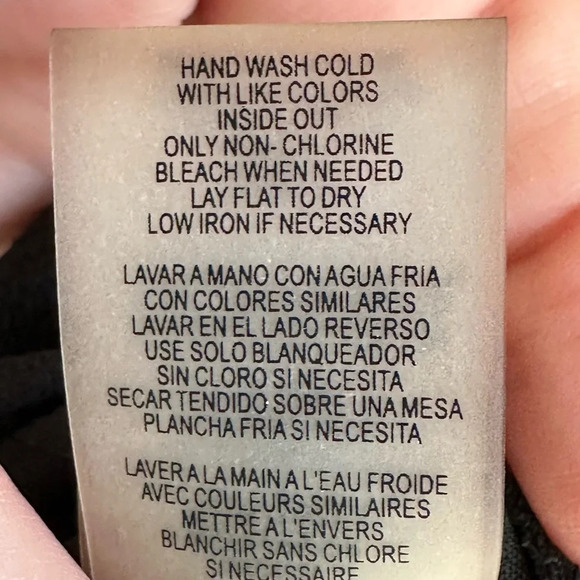 HAND WASH COLD
WITH LIKE COLORS
INSIDE OUT
ONLY NON- CHLORINE
BLEACH WHEN NEEDED
LAY FLAT TO DRY
LOW IRON IF NECESSARY
LAVAR A MANO CON AGUA FRIA
CON COLORES SIMILARES
LAVAR EN EL LADO REVERSO
USE SOLO BLANQUEADOR
SIN CLORO SI NECESITA
SECAR TENDIDO SOBRE UNA MESA
PLANCHA FRIA SI NECESITA
LAVER A LA MAIN A L'EAU FROIDE
AVEC COULEURS SIMILAIRES
METTRE A L'ENVERS
BLANCHIR SANS CHLORE
SI NECESSAIRE